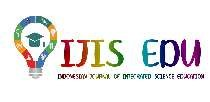 IJIS EDU
INDONESIAN JOURNAL OF INTEGRATED SCIENCE EDUCATION